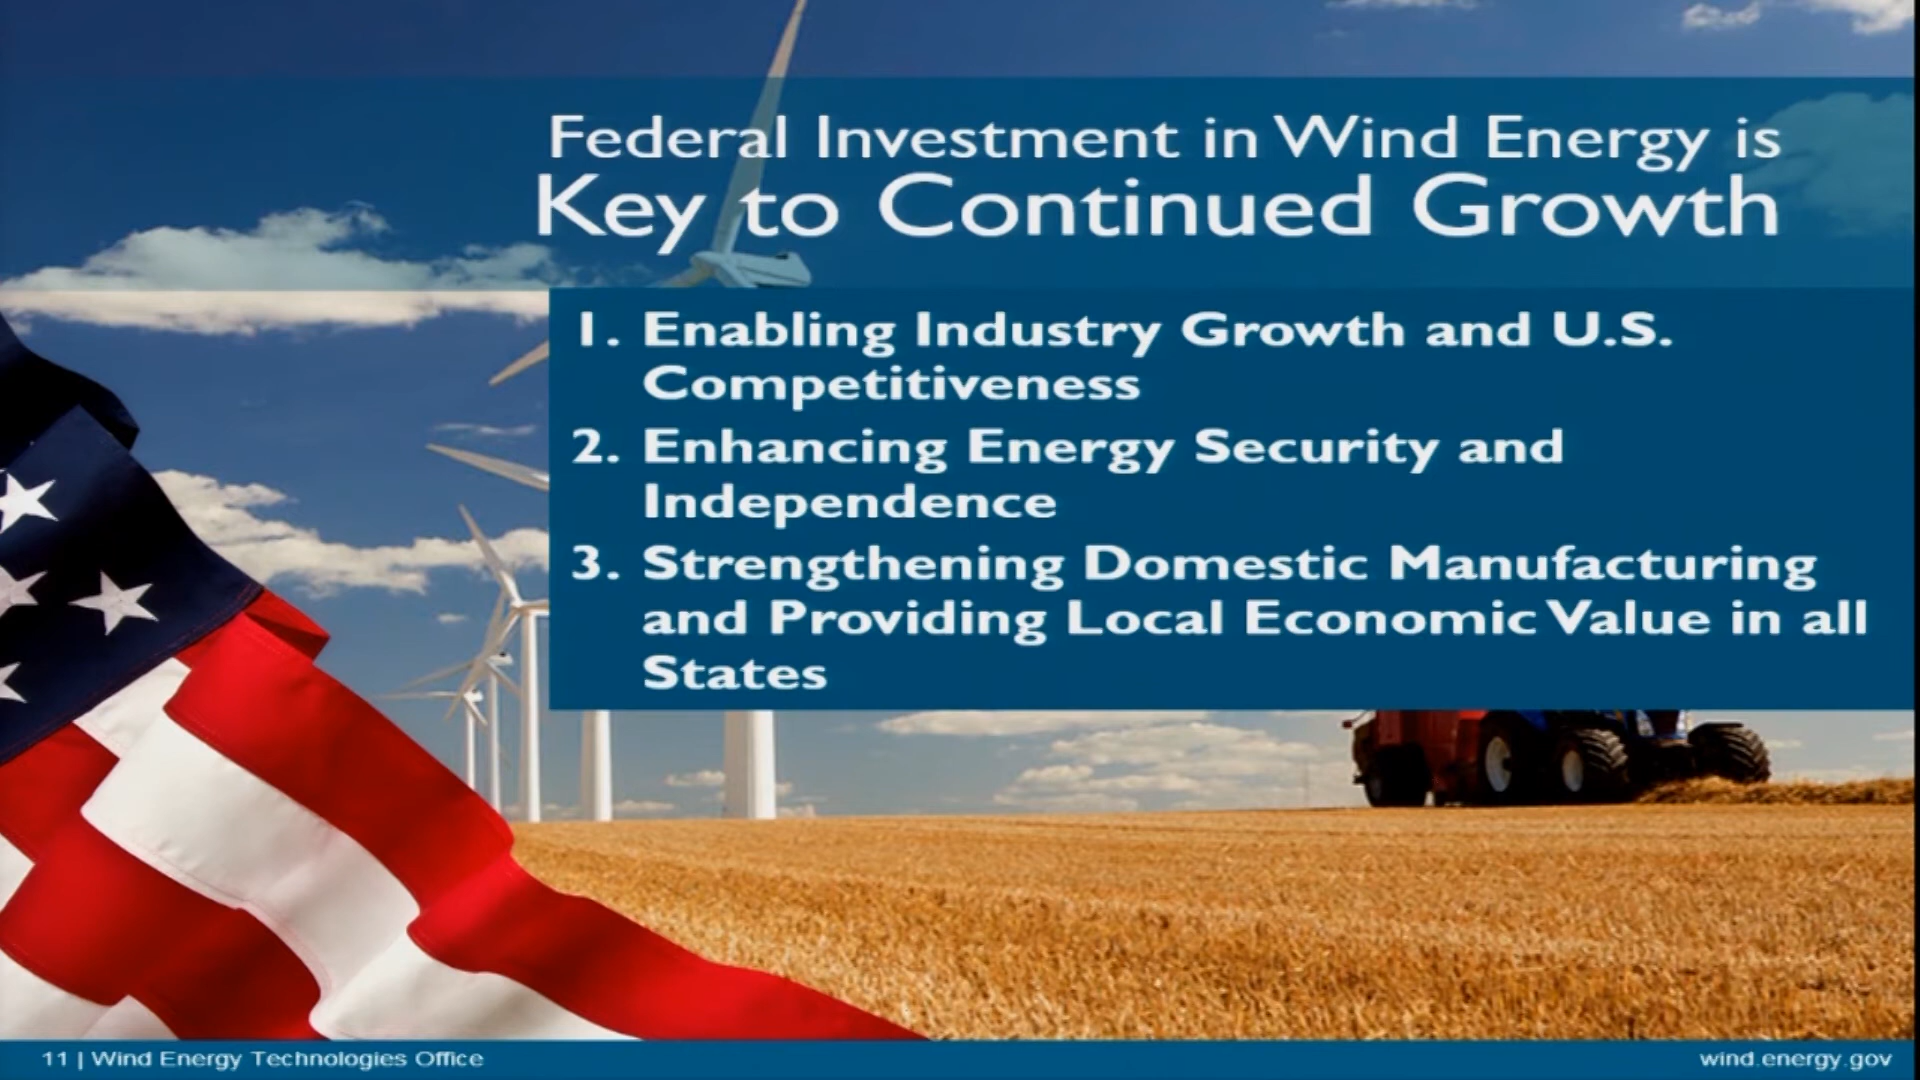 Federal Investment in Wind Energy is
Key to Continued Growth
1. Enabling Industry Growth and U.S.
Competitiveness
2. Enhancing Energy Security and
Independence
3. Strengthening Domestic Manufacturing
and Providing Local Economic Value in all
States
11 | Wind Energy Technologies Office
wind.energy.gov